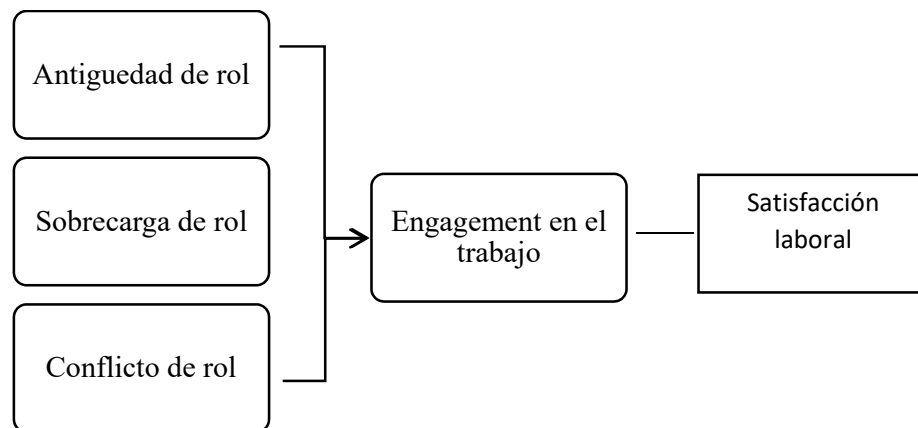 Antiguedad de rol
Sobrecarga de rol
Conflicto de rol
Engagement en el
trabajo
Satisfacción
laboral